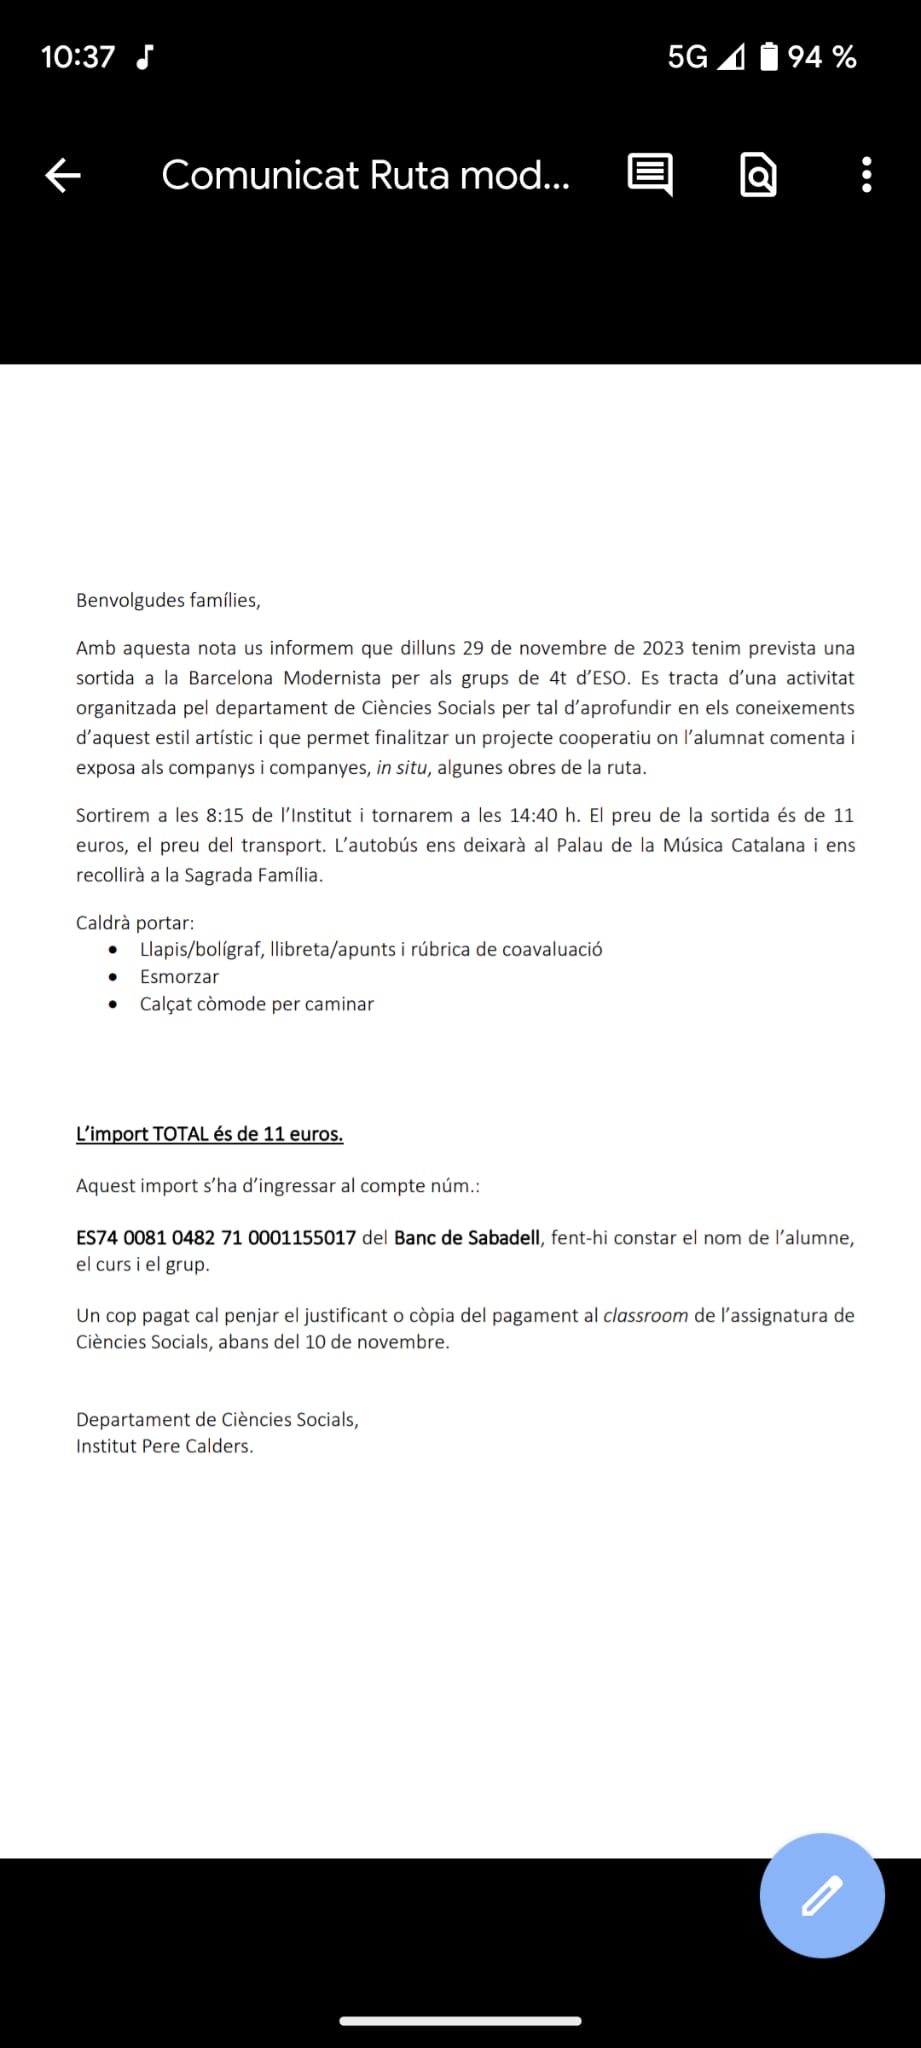 10:37
5G 94 %
Comunicat Ruta mod...
Benvolgudes famílies,
Amb aquesta nota us informem que dilluns 29 de novembre de 2023 tenim prevista una
sortida a la Barcelona Modernista per als grups de 4t d’ESO. Es tracta d’una activitat
organitzada pel departament de Ciències Socials per tal d’aprofundir en els coneixements
d’aquest estil artístic i que permet finalitzar un projecte cooperatiu on l’alumnat comenta i
exposa als companys i companyes, in situ, algunes obres de la ruta.
Sortirem a les 8:15 de l’Institut i tornarem a les 14:40 h. El preu de la sortida és de 11
euros, el preu del transport. L’autobús ens deixarà al Palau de la Música Catalana i ens
recollirà a la Sagrada Família.
Caldrà portar:
• Llapis/bolígraf, llibreta/apunts i rúbrica de coavaluació
• Esmorzar
• Calçat còmode per caminar
L’import TOTAL és de 11 euros.
Aquest import s’ha d’ingressar al compte núm.:
ES74 0081 0482 71 0001155017 del Banc de Sabadell, fent-hi constar el nom de l’alumne,
el curs i el grup.
Un cop pagat cal penjar el justificant o còpia del pagament al classroom de l’assignatura de
Ciències Socials, abans del 10 de novembre.
Departament de Ciències Socials,
Institut Pere Calders.